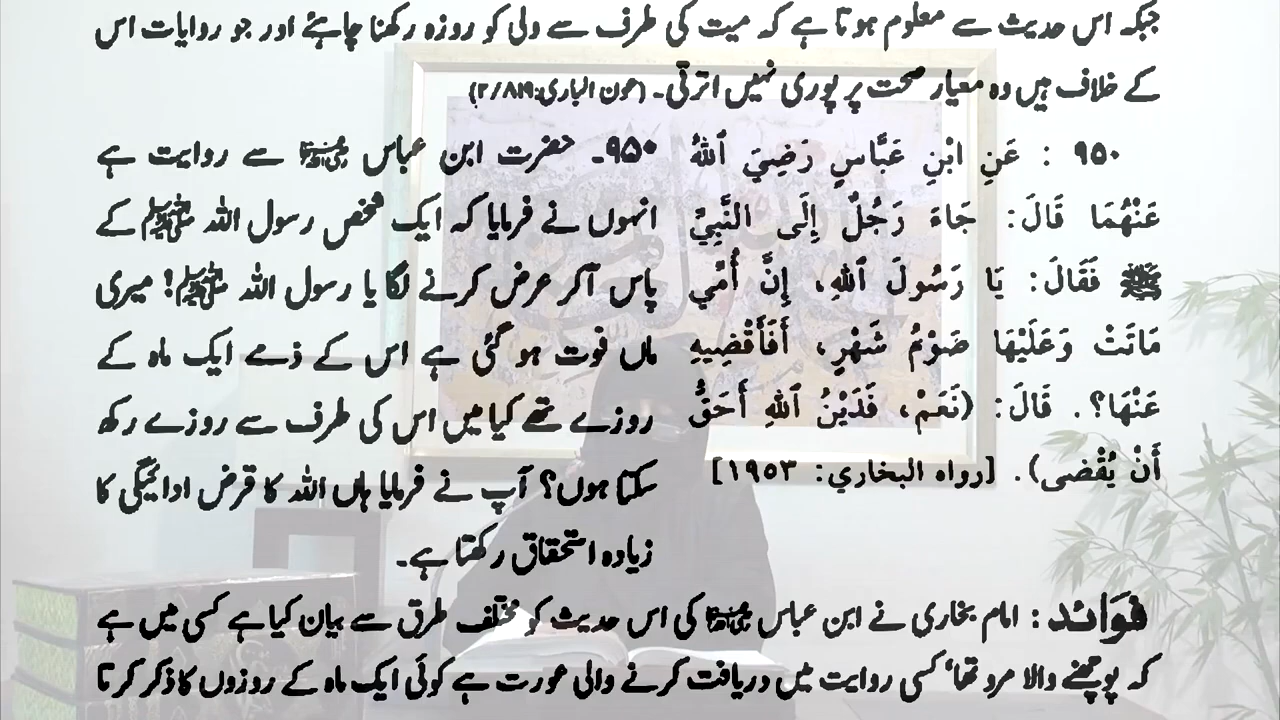 جبکہ اس حدیث سے معلوم ہوتا ہے کہ میت کی طرف سے ولی کو روزہ رکھنا چاہئے اور جو روایات اس
کے خلاف ہیں وہ معیار صحت پر پوری نہیں اترتی۔ (عون الباری:۲/۸۱۹)
٩٥٠ : عَنِ ابْنِ عَبَّاسٍ رَضِيَ ٱللهُ
عَنْهُمَا قَالَ: جَاءَ رَجُلٌ إِلَى النَّبِيِّ
ﷺ فَقَالَ: يَا رَسُولَ ٱللهِ، إِنَّ أُمِّي
مَاتَتْ وَعَلَيْهَا صَوْمُ شَهْرٍ، أَفَأَقْضِيهِ
عَنْهَا؟. قَالَ: (نَعَمْ، فَدَيْنُ ٱللهِ أَحَقُّ
أَنْ يُقْضى). [رواه البخاري: ١٩٥٣]
۹۵۰۔ حضرت ابن عباس رضی اللہ عنہما سے روایت ہے
انہوں نے فرمایا کہ ایک شخص رسول اللہ ﷺ کے
پاس آکر عرض کرنے لگا یا رسول اللہ ﷺ! میری
ماں فوت ہو گئی ہے اس کے ذمے ایک ماہ کے
روزے تھے کیا میں اس کی طرف سے روزے رکھ
سکتا ہوں؟ آپ نے فرمایا ہاں اللہ کا قرض ادائیگی کا
زیادہ استحقاق رکھتا ہے۔
فوَائد : امام بخاری نے ابن عباس رضی اللہ عنہما کی اس حدیث کو مختلف طرق سے بیان کیا ہے کسی میں ہے
کہ پوچھنے والا مرد تھا، کسی روایت میں دریافت کرنے والی عورت ہے کوئی ایک ماہ کے روزوں کا ذکر کرتا